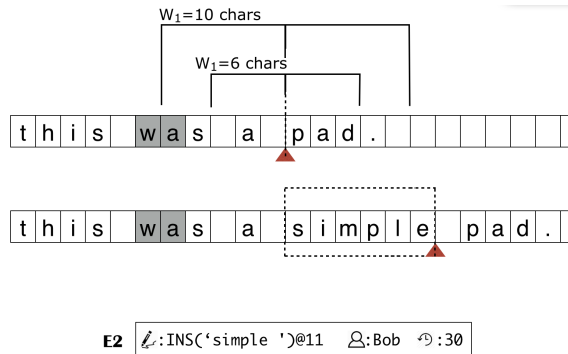 W₁=10 chars
W₁=6 chars
this was a pad.
this was a simple pad.
E2 :INS(‘simple ')@11 :Bob :30